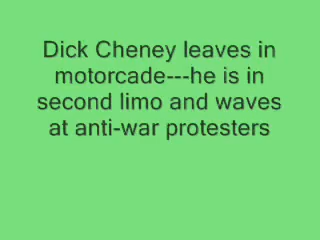 Dick Cheney leaves in
motorcade---he is in
second limo and waves
at anti-war protesters